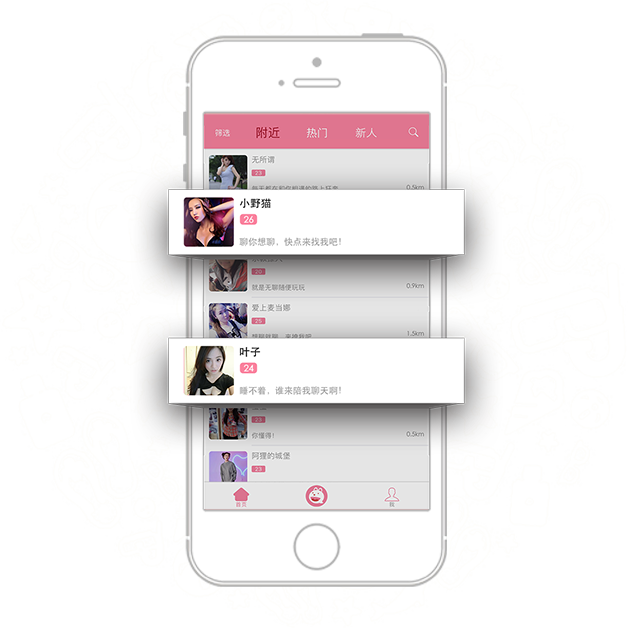 筛选 附近 热门 新人
无所谓
23
0.5km
小野猫
26
聊你想聊，快点来找我吧！
20
就是无聊随便玩玩 0.9km
爱上麦当娜
25
1.5km
叶子
24
睡不着，谁来陪我聊天啊！
23
你懂得！ 0.5km
阿狸的城堡
23
首页 我